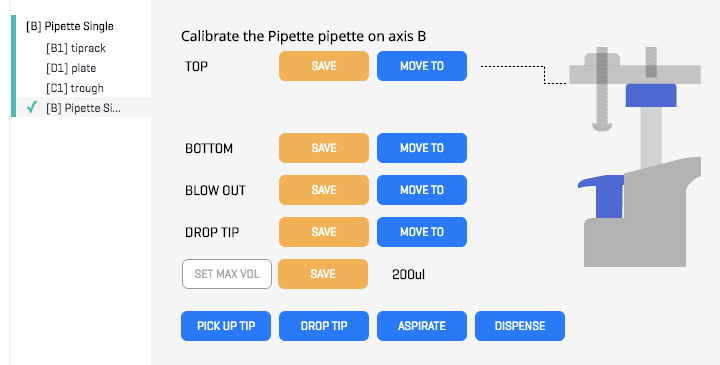 [B] Pipette Single
[B1] tiprack
[D1] plate
[C1] trough
[B] Pipette Si...
Calibrate the Pipette pipette on axis B
TOP SAVE MOVE TO
BOTTOM SAVE MOVE TO
BLOW OUT SAVE MOVE TO
DROP TIP SAVE MOVE TO
SET MAX VOL SAVE 200ul
PICK UP TIP DROP TIP ASPIRATE DISPENSE